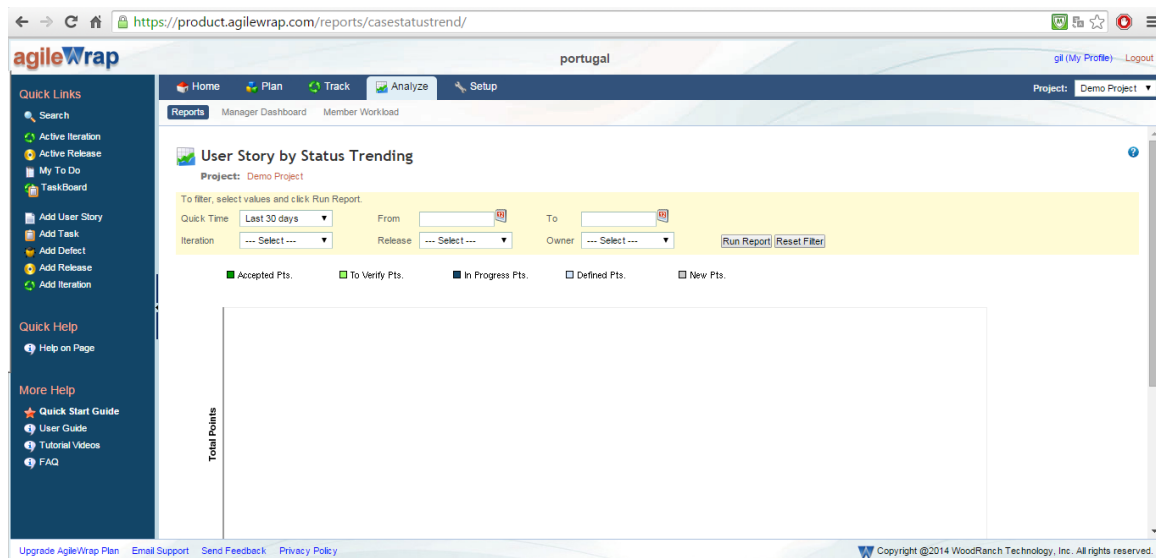 https://product.agilewrap.com/reports/casestatustrend/
agileWrap
portugal
gil (My Profile) Logout
Quick Links
Search
Active Iteration
Active Release
My To Do
TaskBoard
Add User Story
Add Task
Add Defect
Add Release
Add Iteration
Quick Help
Help on Page
More Help
Quick Start Guide
User Guide
Tutorial Videos
FAQ
Home Plan Track Analyze Setup
Project: Demo Project
Reports Manager Dashboard Member Workload
User Story by Status Trending
Project: Demo Project
To filter, select values and click Run Report.
Quick Time Last 30 days From To
Iteration --- Select --- Release --- Select --- Owner --- Select --- Run Report Reset Filter
Accepted Pts. To Verify Pts. In Progress Pts. Defined Pts. New Pts.
Total Points
Upgrade AgileWrap Plan Email Support Send Feedback Privacy Policy
Copyright @2014 WoodRanch Technology, Inc. All rights reserved.